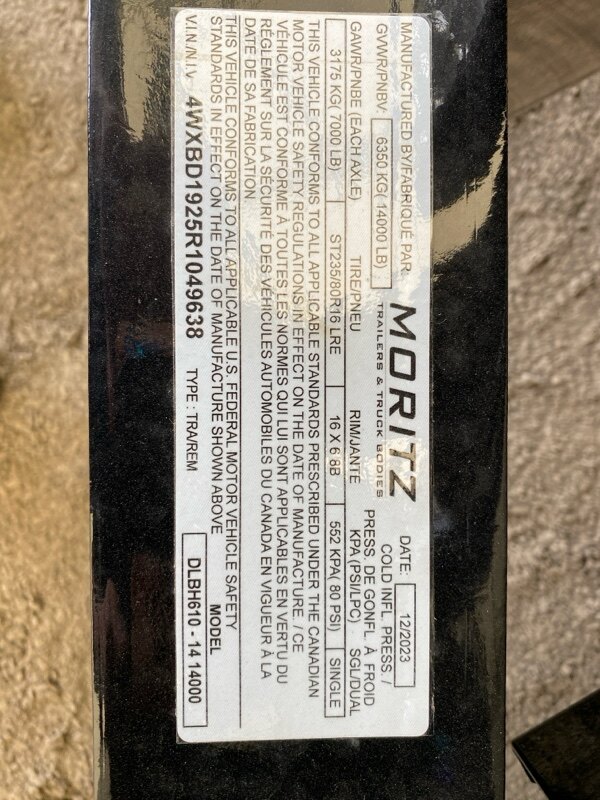 MANUFACTURED BY/FABRIQUÉ PAR: MORITZ DATE: 12/2023
TRAILERS & TRUCK BODIES
GVWR/PNBV 6350 KG( 14000 LB) COLD INFL. PRESS. /
PRESS. DE GONFL. À FROID
GAWR/PNBE (EACH AXLE) TIRE/PNEU RIM/JANTE KPA (PSI/LPC) SGL/DUAL
3175 KG( 7000 LB) ST235/80R16 LRE 16 X 6 8B 552 KPA( 80 PSI) SINGLE
THIS VEHICLE CONFORMS TO ALL APPLICABLE STANDARDS PRESCRIBED UNDER THE CANADIAN
MOTOR VEHICLE SAFETY REGULATIONS IN EFFECT ON THE DATE OF MANUFACTURE / CE
VÉHICULE EST CONFORME À TOUTES LES NORMES QUI LUI SONT APPLICABLES EN VERTU DU
RÉGLEMENT SUR LA SÉCURITÉ DES VÉHICULES AUTOMOBILES DU CANADA EN VIGUEUR À LA
DATE DE SA FABRICATION
THIS VEHICLE CONFORMS TO ALL APPLICABLE U.S. FEDERAL MOTOR VEHICLE SAFETY
STANDARDS IN EFFECT ON THE DATE OF MANUFACTURE SHOWN ABOVE MODEL
V.I.N/N.I.V 4WXBD1925R1049638 TYPE : TRA/REM DLBH610 - 14 14000